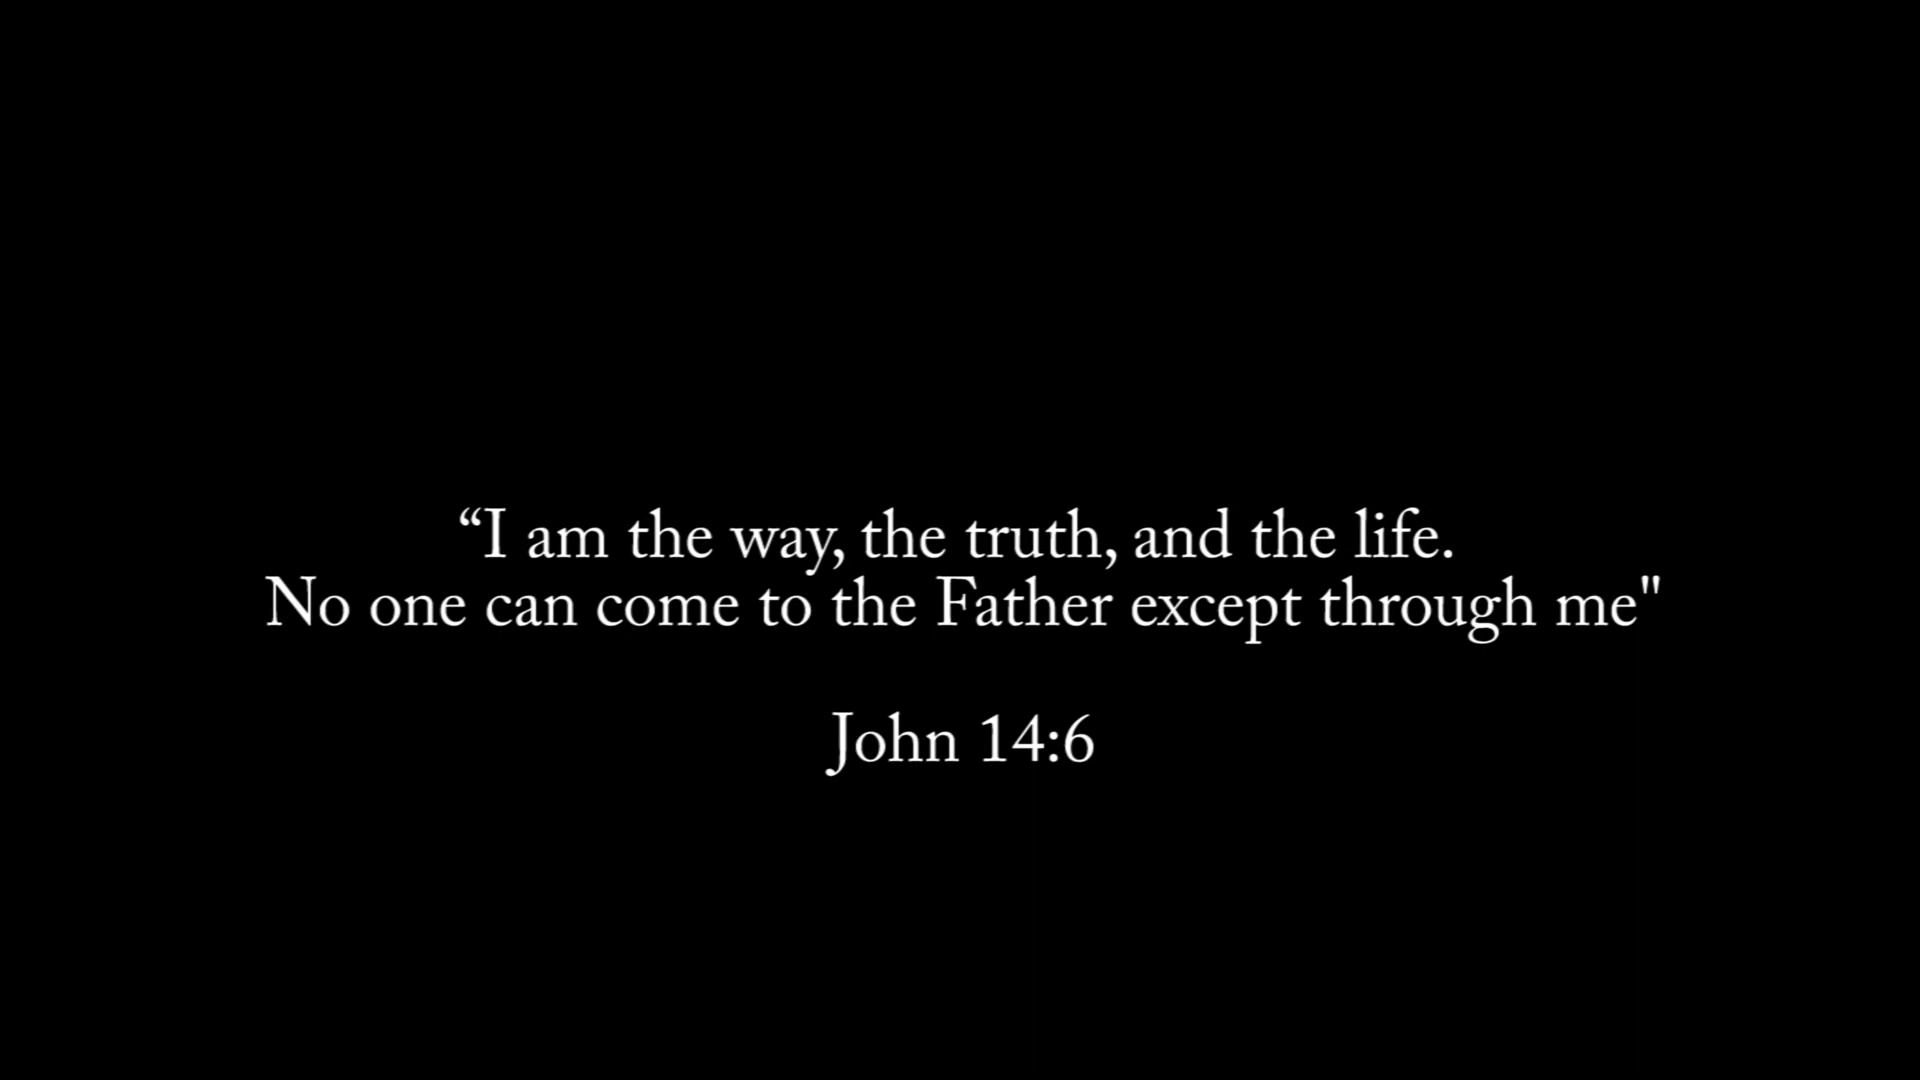 “I am the way, the truth, and the life.
No one can come to the Father except through me"
John 14:6